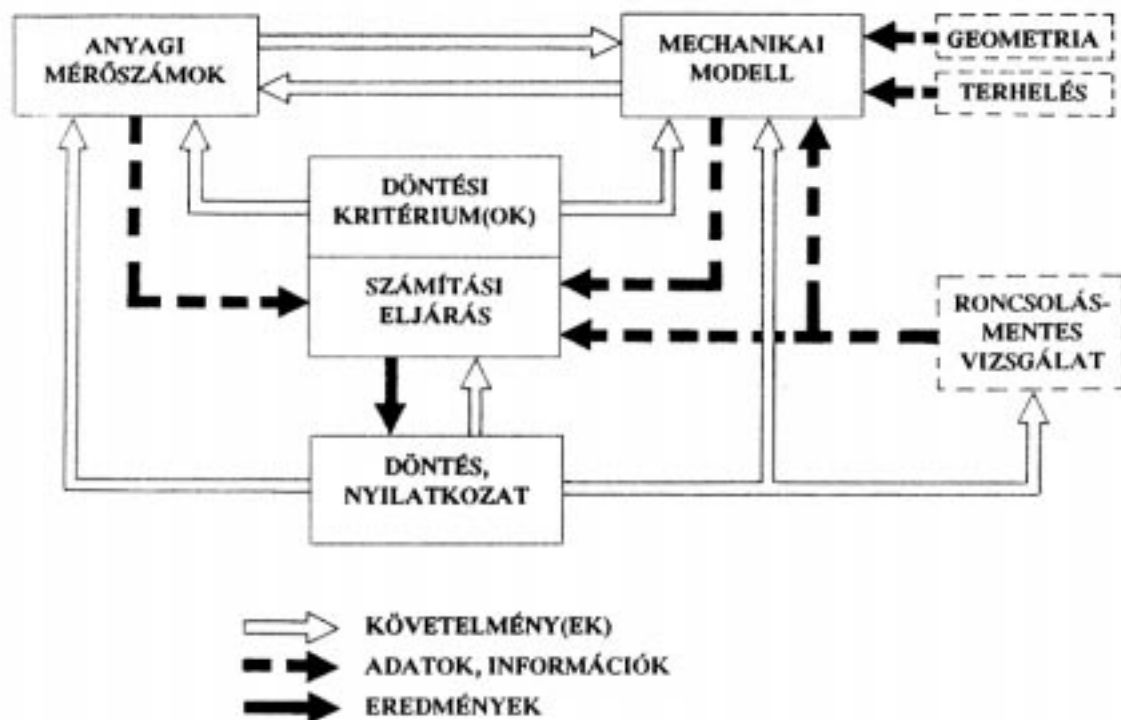 ANYAGI
MÉRŐSZÁMOK
MECHANIKAI
MODELL
GEOMETRIA
TERHELÉS
DÖNTÉSI
KRITÉRIUM(OK)
SZÁMÍTÁSI
ELJÁRÁS
RONCSOLÁS-
MENTES
VIZSGÁLAT
DÖNTÉS,
NYILATKOZAT
KÖVETELMÉNY(EK)
ADATOK, INFORMÁCIÓK
EREDMÉNYEK